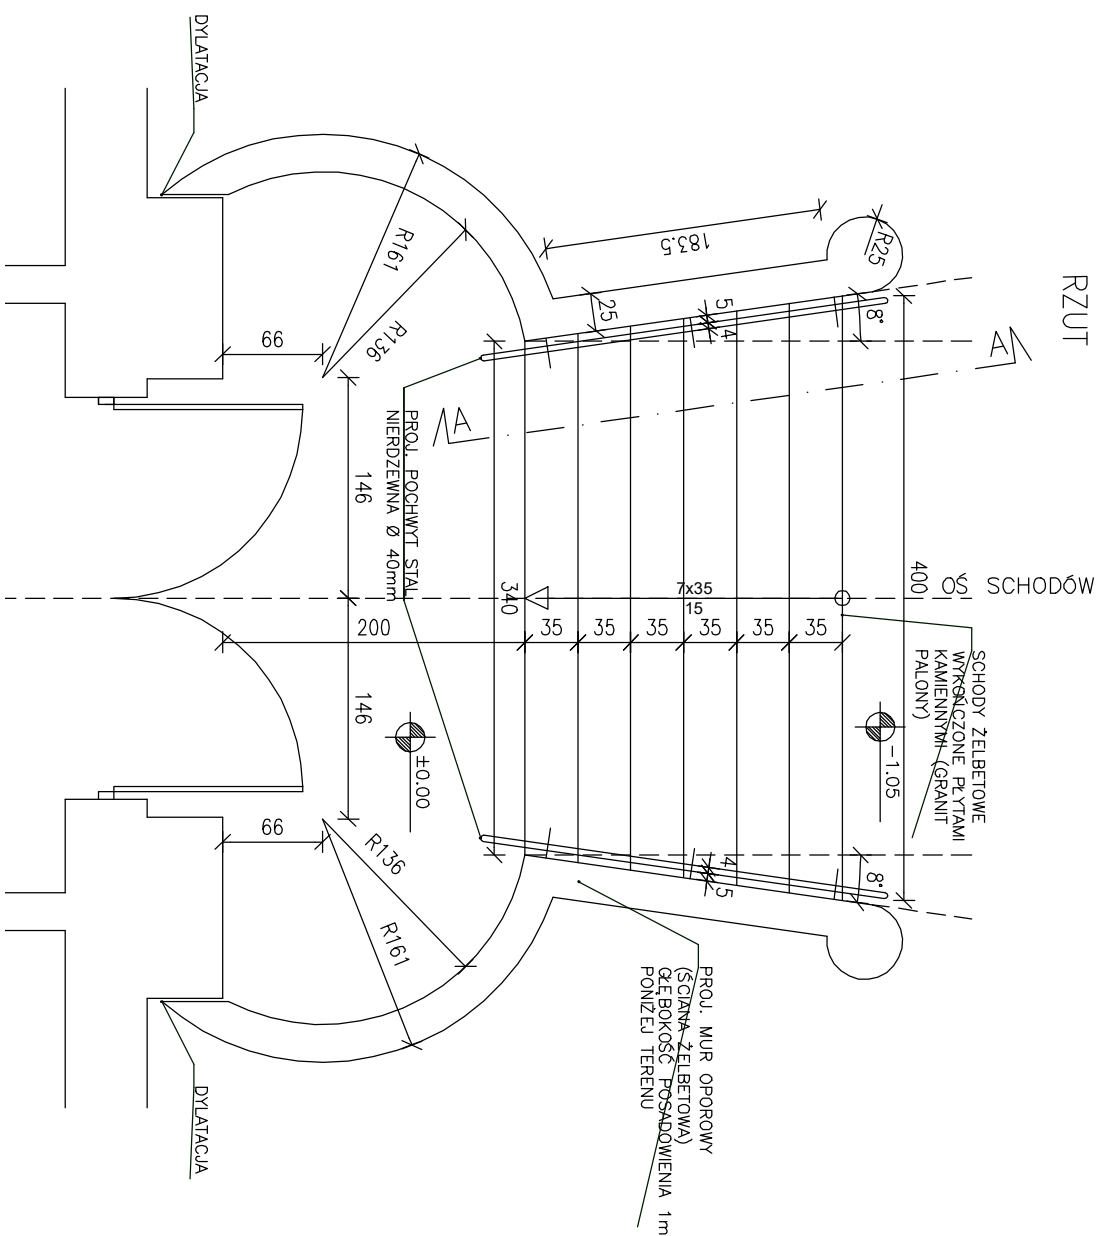 RZUT
OŚ SCHODÓW
DYLATACJA
R161
R136
183.5
R25
25
5
4
8°
A
A
66
146
PROJ. POCHWYT STAL
NIERDZEWNA Ø 40mm
340
400
7x35
15
200
35
35
35
35
35
35
SCHODY ŻELBETOWE
WYKOŃCZONE PŁYTAMI
KAMIENNYMI (GRANIT
PALONY)
-1.05
±0.00
146
66
R136
R161
4
5
8°
PROJ. MUR OPOROWY
(ŚCIANA ŻELBETOWA)
GŁĘBOKOŚĆ POSADOWIENIA 1m
PONIŻEJ TERENU
DYLATACJA